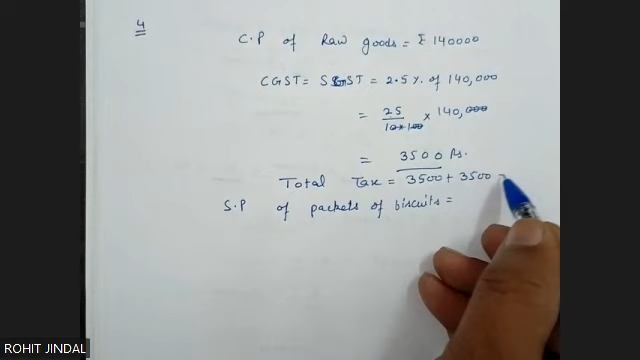 4
C.P of Raw goods = ₹ 140000
CGST = SGST = 2.5 % of 140,000
= 25/10×100 × 140,000
= 3500 Rs.
Total Tax = 3500 + 3500 =
S.P of packets of biscuits =
ROHIT JINDAL